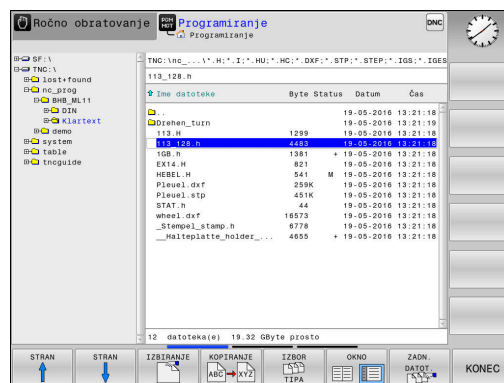 Ročno obratovanje
PGM
MGT
Programiranje
Programiranje
DNC
SF:\
TNC:\
lost+found
nc_prog
BHB_ML11
DIN
Klartext
demo
system
table
tncguide
TNC:\nc_...\*.H;*.I;*.HU;*.HC;*.DXF;*.STP;*.STEP;*.IGS;*.IGES
113_128.h
Ime datoteke Byte Status Datum Čas
.. 19-05-2016 13:21:18
Drehen_turn 19-05-2016 13:21:19
113.H 1299 19-05-2016 13:21:18
113_128.h 4483 19-05-2016 13:21:18
1GB.h 1381 + 19-05-2016 13:21:18
EX14.H 821 19-05-2016 13:21:18
HEBEL.H 541 M 19-05-2016 13:21:18
Pleuel.dxf 259K 19-05-2016 13:21:18
Pleuel.stp 451K 19-05-2016 13:21:18
STAT.h 44 19-05-2016 13:21:18
wheel.dxf 16573 19-05-2016 13:21:18
_Stempel_stamp.h 6778 19-05-2016 13:21:18
__Halteplatte_holder_... 4655 + 19-05-2016 13:21:18
12 datoteka(e) 19.32 GByte prosto
STRAN
STRAN
IZBIRANJE
KOPIRANJE
ABC
XYZ
IZBOR
TIPA
OKNO
ZADN.
DATOT.
KONEC